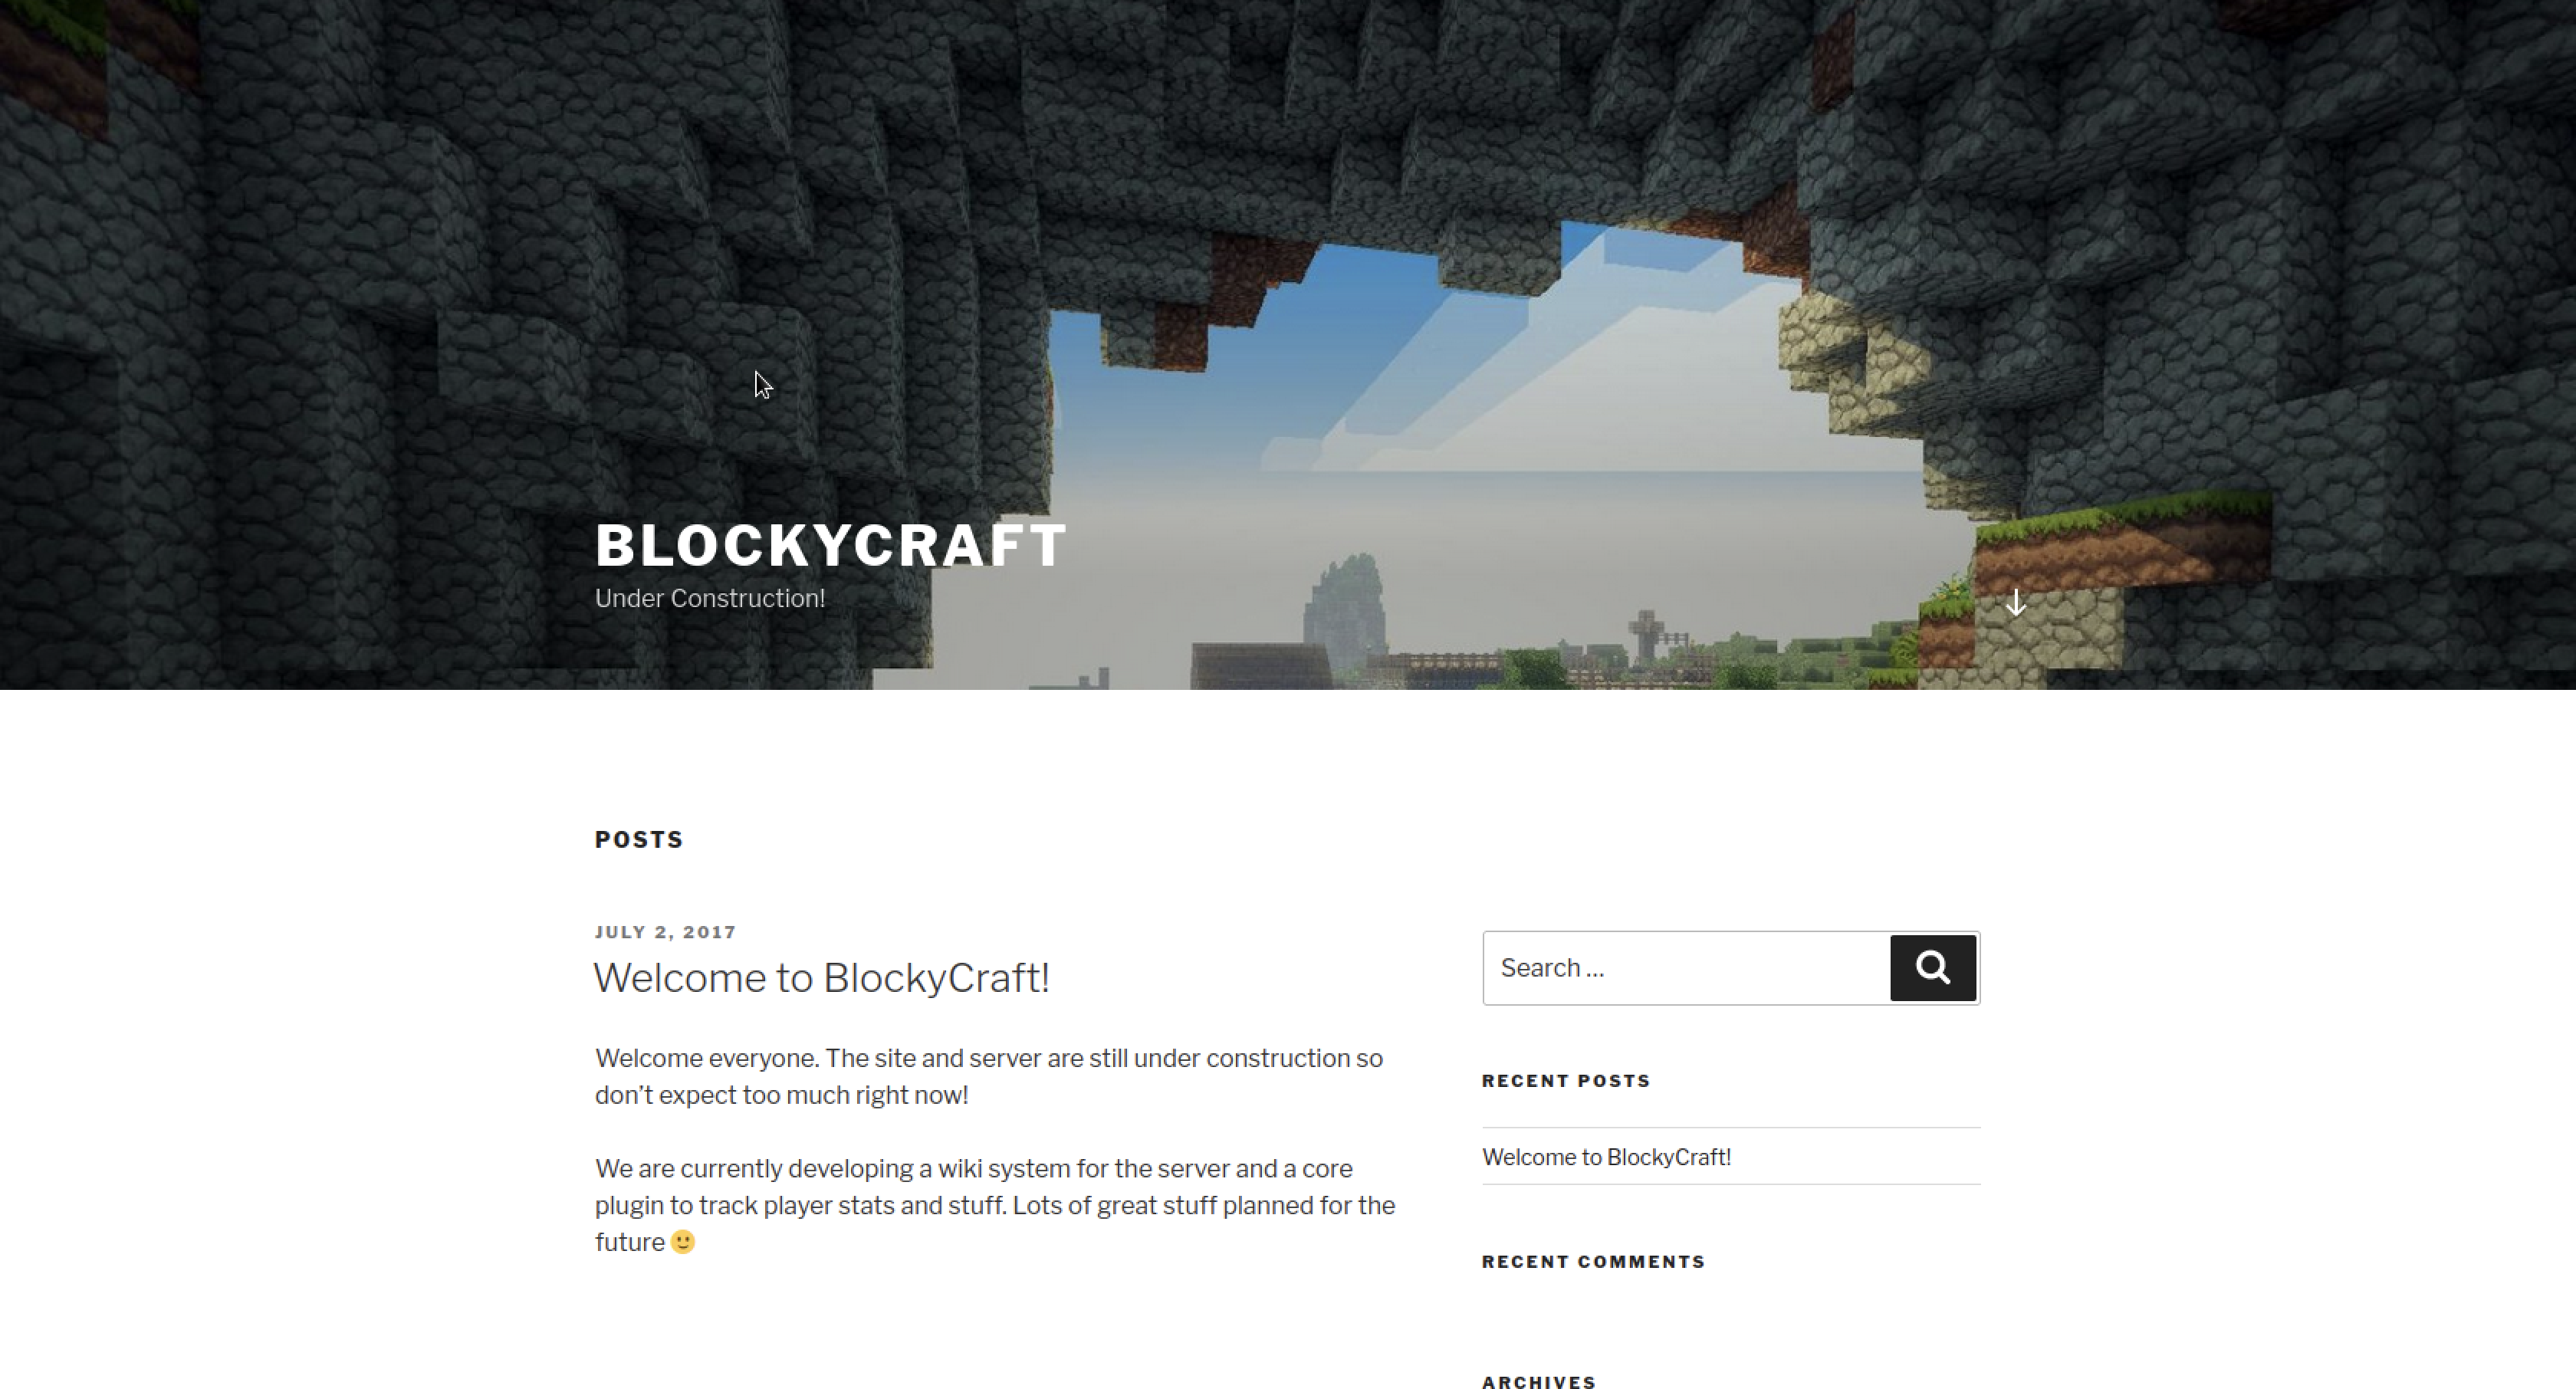 BLOCKYCRAFT
Under Construction!
POSTS
JULY 2, 2017
Welcome to BlockyCraft!
Welcome everyone. The site and server are still under construction so
don’t expect too much right now!
We are currently developing a wiki system for the server and a core
plugin to track player stats and stuff. Lots of great stuff planned for the
future 🙂
Search …
RECENT POSTS
Welcome to BlockyCraft!
RECENT COMMENTS
ARCHIVES